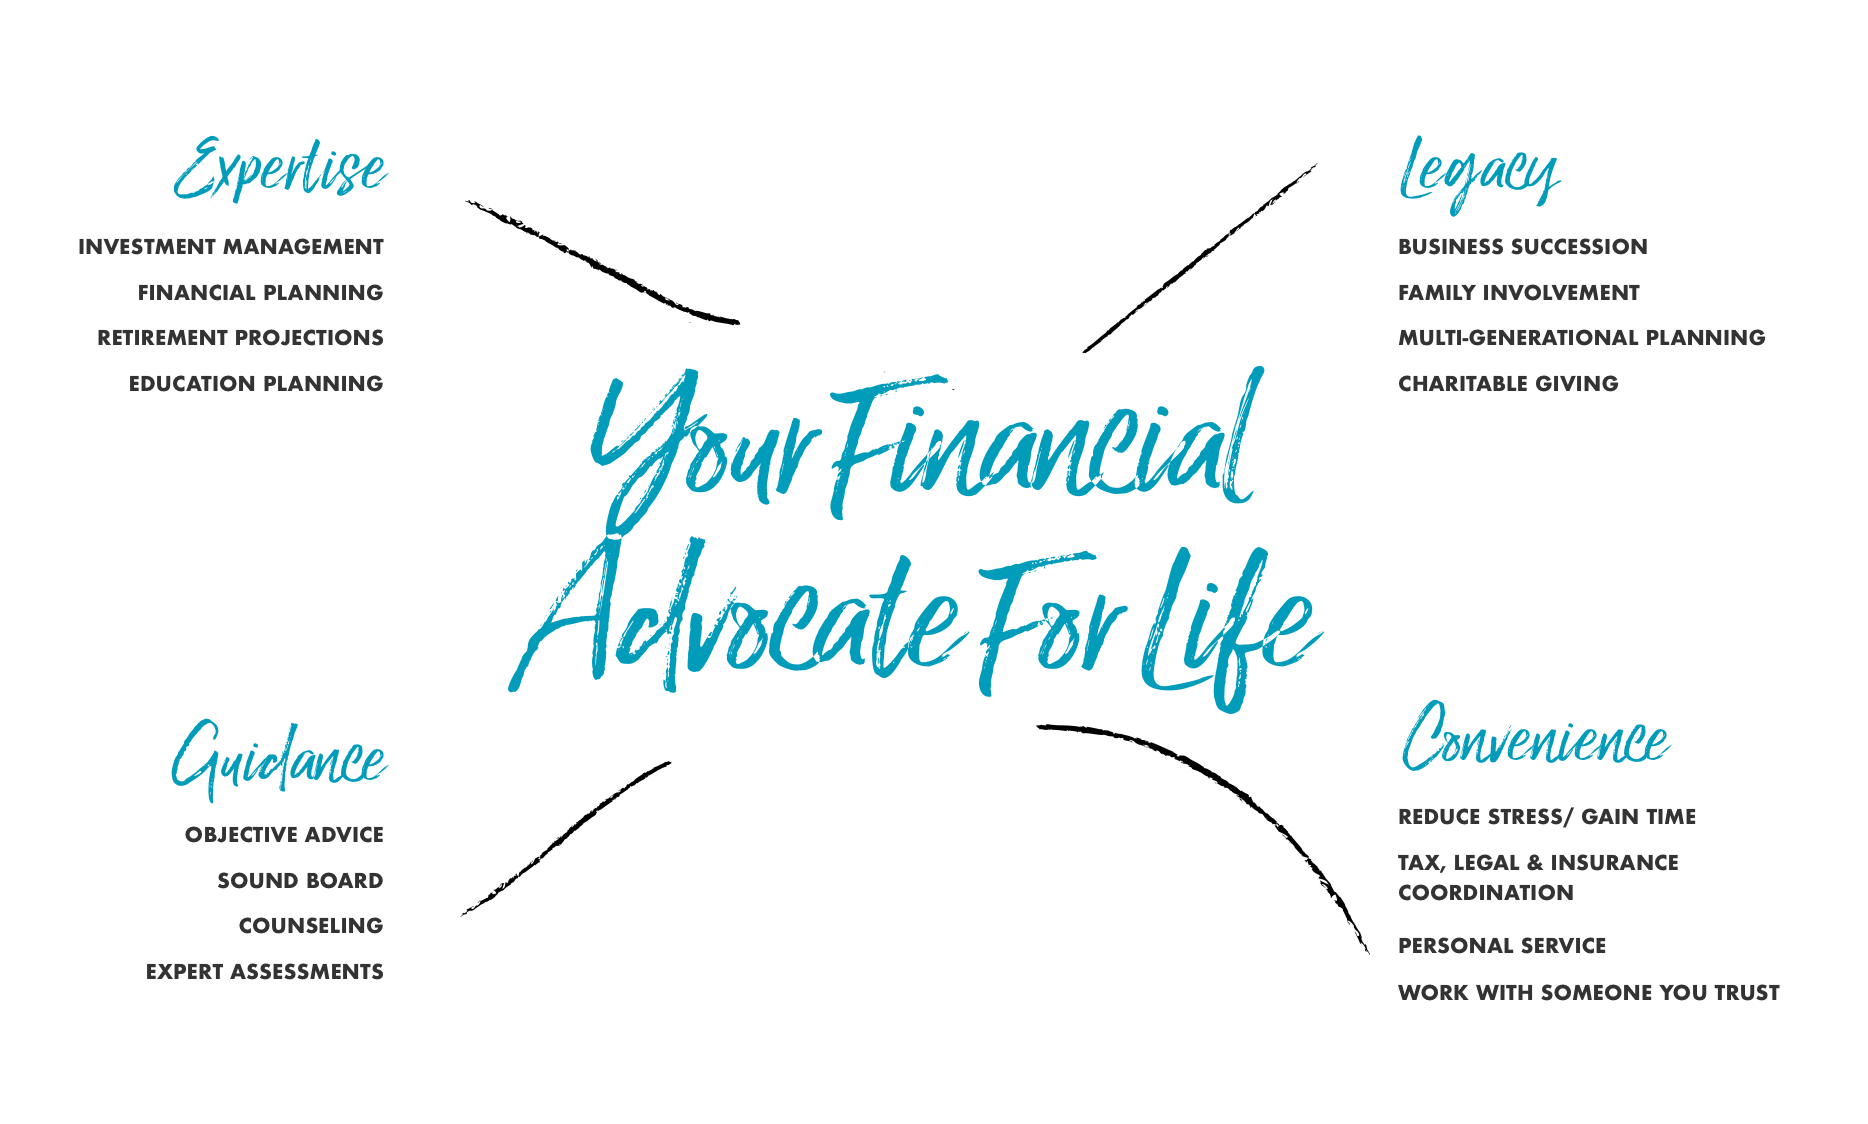 Expertise
INVESTMENT MANAGEMENT
FINANCIAL PLANNING
RETIREMENT PROJECTIONS
EDUCATION PLANNING
Legacy
BUSINESS SUCCESSION
FAMILY INVOLVEMENT
MULTI-GENERATIONAL PLANNING
CHARITABLE GIVING
Your Financial
Advocate For Life
Guidance
OBJECTIVE ADVICE
SOUND BOARD
COUNSELING
EXPERT ASSESSMENTS
Convenience
REDUCE STRESS/ GAIN TIME
TAX, LEGAL & INSURANCE
COORDINATION
PERSONAL SERVICE
WORK WITH SOMEONE YOU TRUST